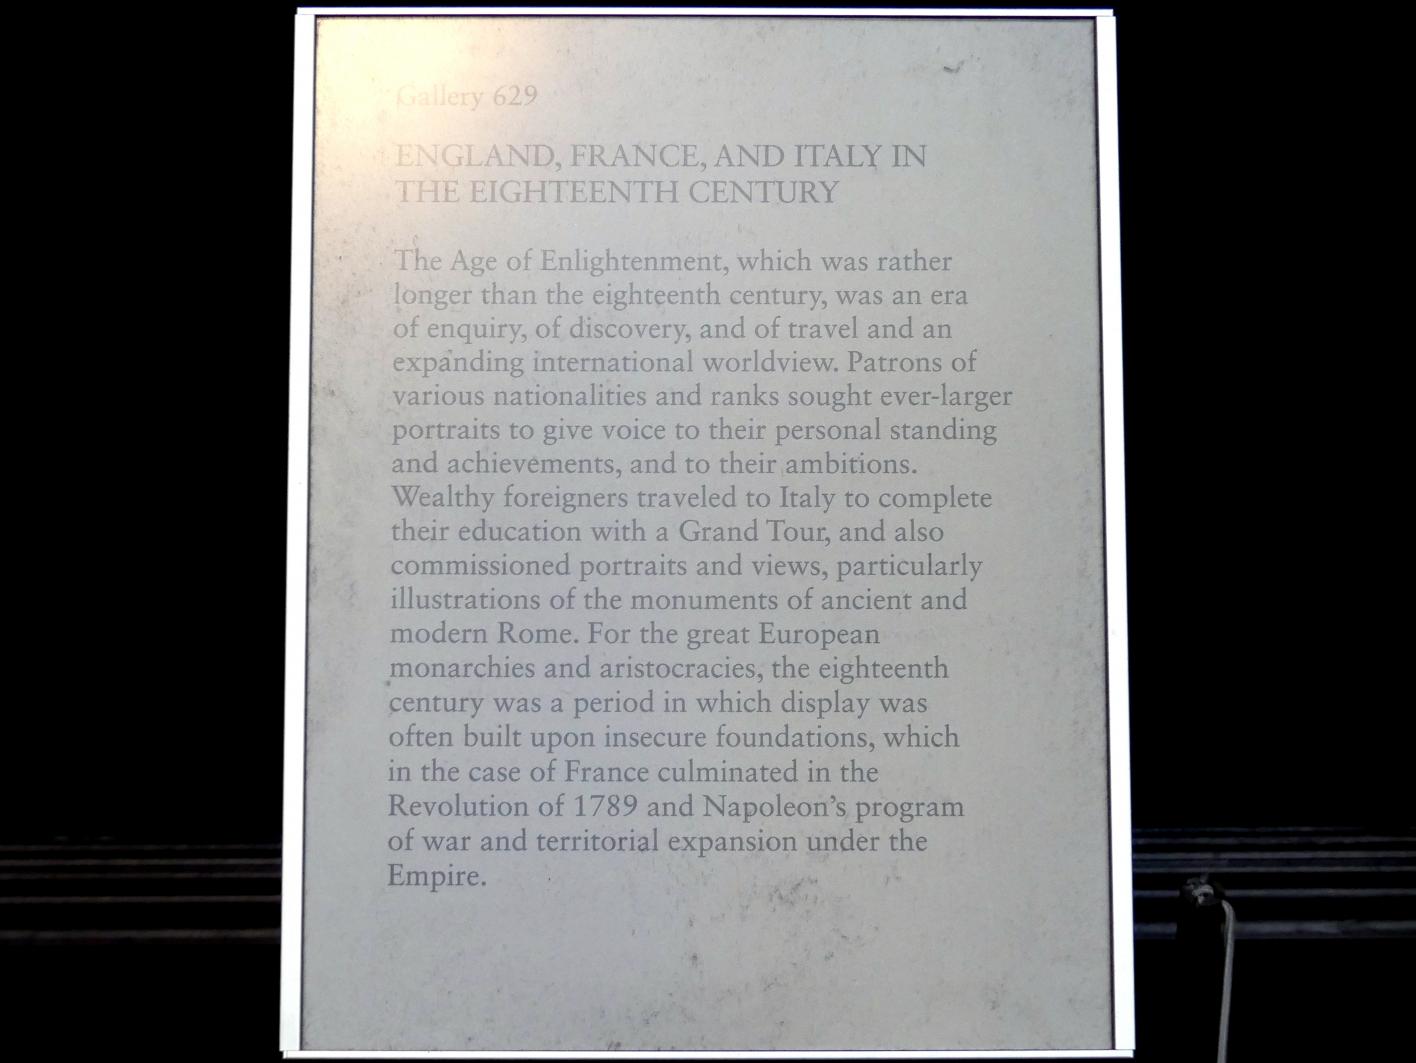 Gallery 629
ENGLAND, FRANCE, AND ITALY IN
THE EIGHTEENTH CENTURY
The Age of Enlightenment, which was rather
longer than the eighteenth century, was an era
of enquiry, of discovery, and of travel and an
expanding international worldview. Patrons of
various nationalities and ranks sought ever-larger
portraits to give voice to their personal standing
and achievements, and to their ambitions.
Wealthy foreigners traveled to Italy to complete
their education with a Grand Tour, and also
commissioned portraits and views, particularly
illustrations of the monuments of ancient and
modern Rome. For the great European
monarchies and aristocracies, the eighteenth
century was a period in which display was
often built upon insecure foundations, which
in the case of France culminated in the
Revolution of 1789 and Napoleon’s program
of war and territorial expansion under the
Empire.